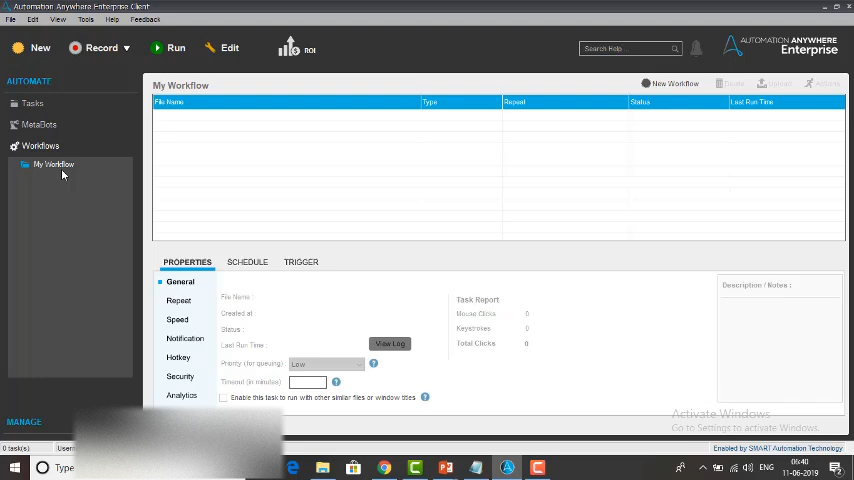 Automation Anywhere Enterprise Client
File Edit View Tools Help Feedback
New Record Run Edit ROI Search Help... AUTOMATION ANYWHERE Enterprise
AUTOMATE
Tasks
MetaBots
Workflows
My Workflow
MANAGE
My Workflow New Workflow Delete Upload Actions
File Name Type Repeat Status Last Run Time
PROPERTIES SCHEDULE TRIGGER
General
Repeat
Speed
Notification
Hotkey
Security
Analytics
File Name :
Created at :
Status :
Last Run Time : View Log
Priority (for queuing) Low ?
Timeout (in minutes) ?
Enable this task to run with other similar files or window titles ?
Task Report
Mouse Clicks 0
Keystrokes 0
Total Clicks 0
Description / Notes :
Activate Windows
Go to Settings to activate Windows.
0 task(s) Usern Enabled by SMART Automation Technology
Type ENG 06:40
11-06-2019 2